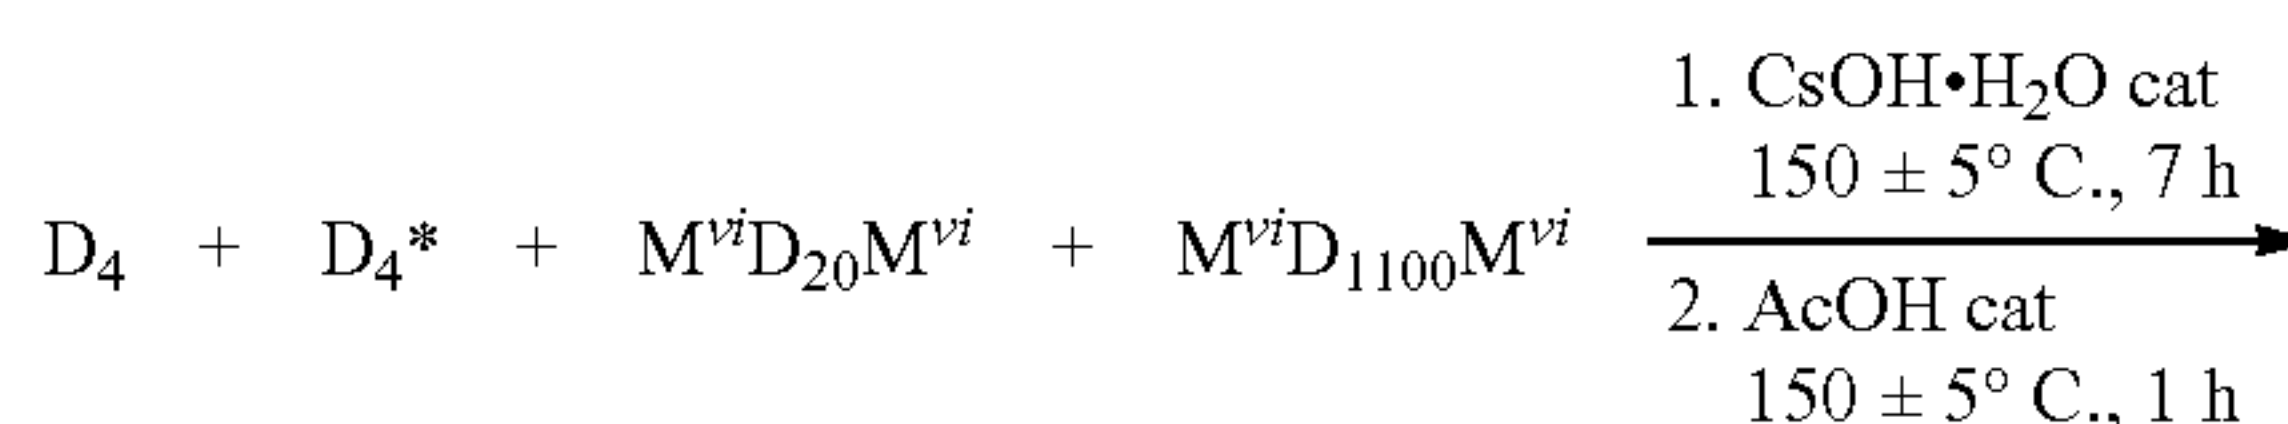 1. CsOH•H₂O cat
150 ± 5° C., 7 h
D₄ + D₄* + MᵛⁱD₂₀Mᵛⁱ + MᵛⁱD₁₁₀₀Mᵛⁱ
2. AcOH cat
150 ± 5° C., 1 h